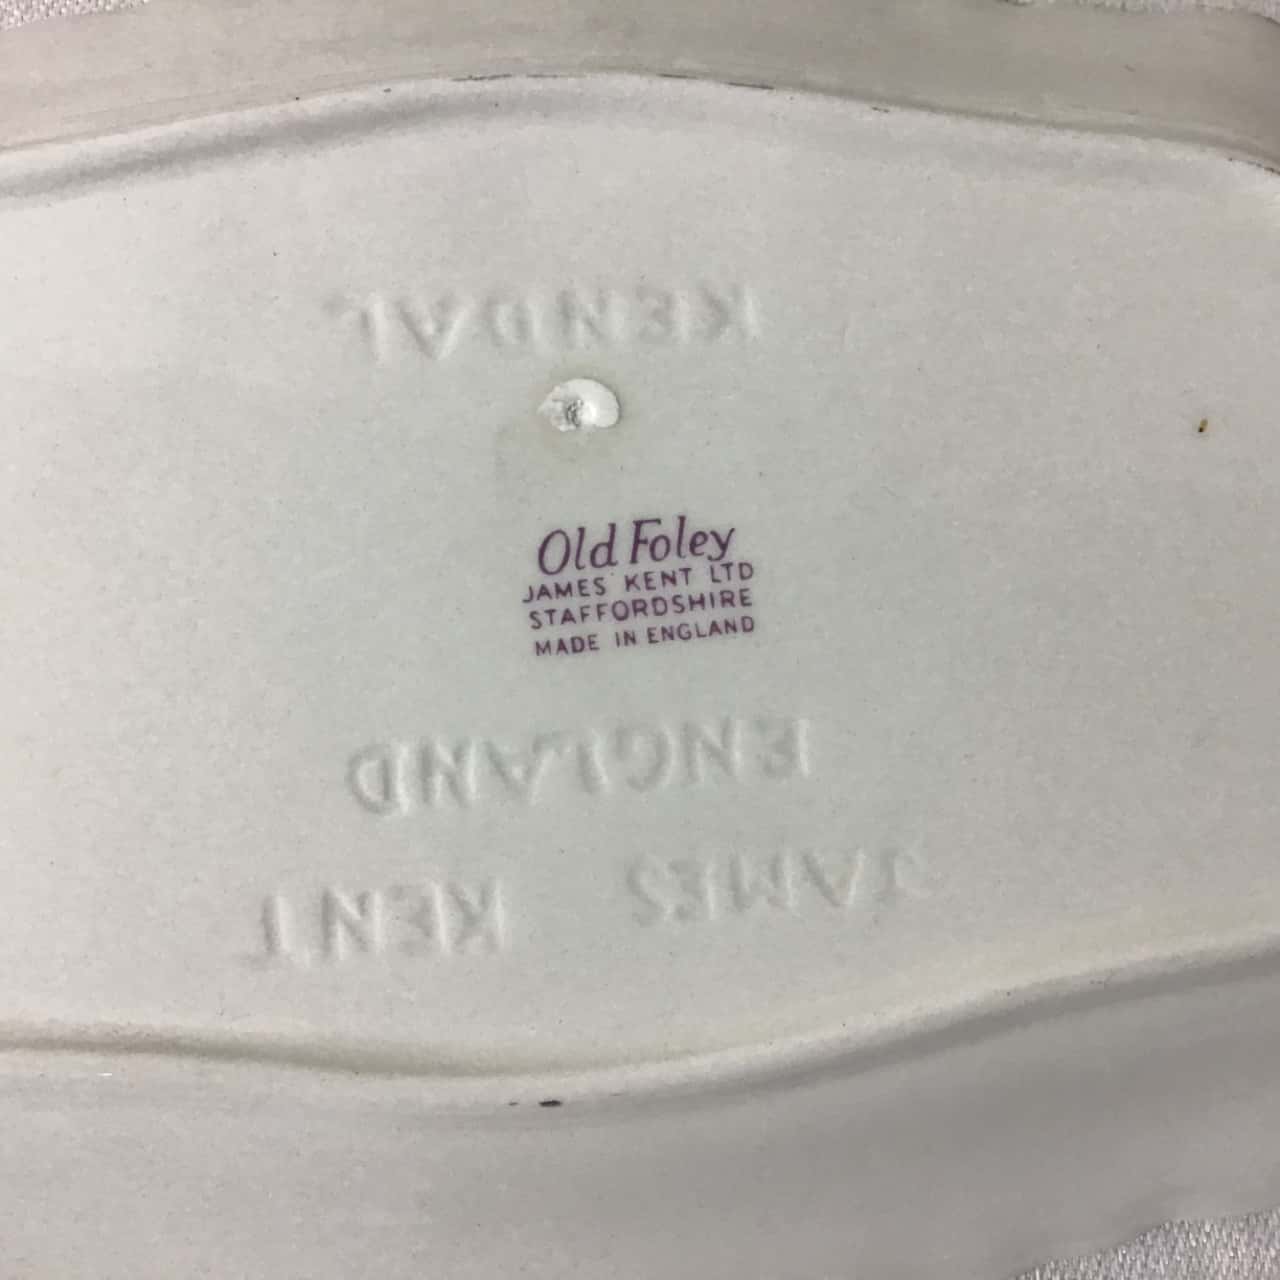 KENDAL
Old Foley
JAMES KENT LTD
STAFFORDSHIRE
MADE IN ENGLAND
ENGLAND
JAMES KENT